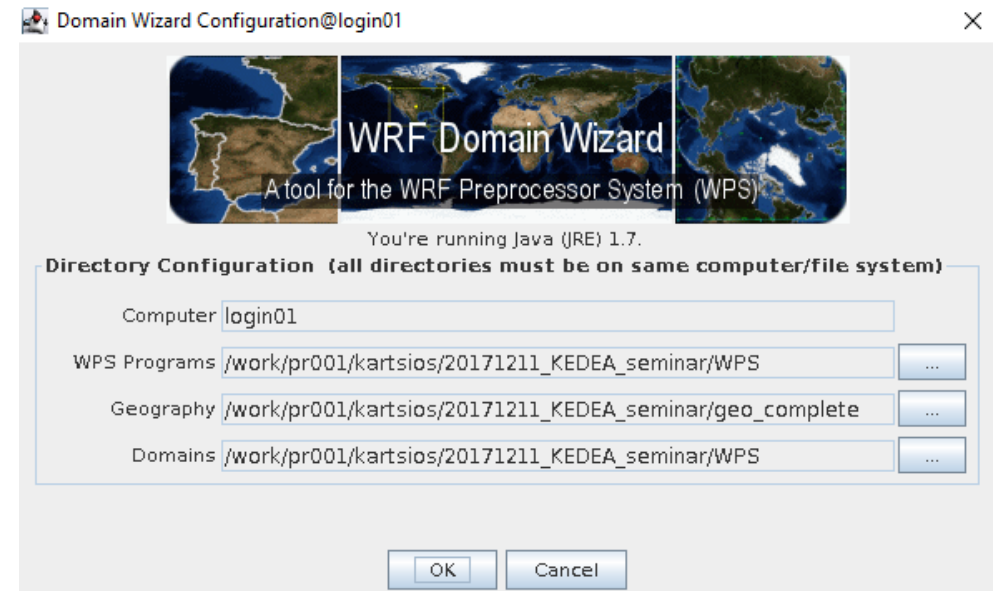 Domain Wizard Configuration@login01
WRF Domain Wizard
A tool for the WRF Preprocessor System (WPS)
You're running Java (JRE) 1.7.
Directory Configuration (all directories must be on same computer/file system)
Computer login01
WPS Programs /work/pr001/kartsios/20171211_KEDEA_seminar/WPS ...
Geography /work/pr001/kartsios/20171211_KEDEA_seminar/geo_complete ...
Domains /work/pr001/kartsios/20171211_KEDEA_seminar/WPS ...
OK Cancel